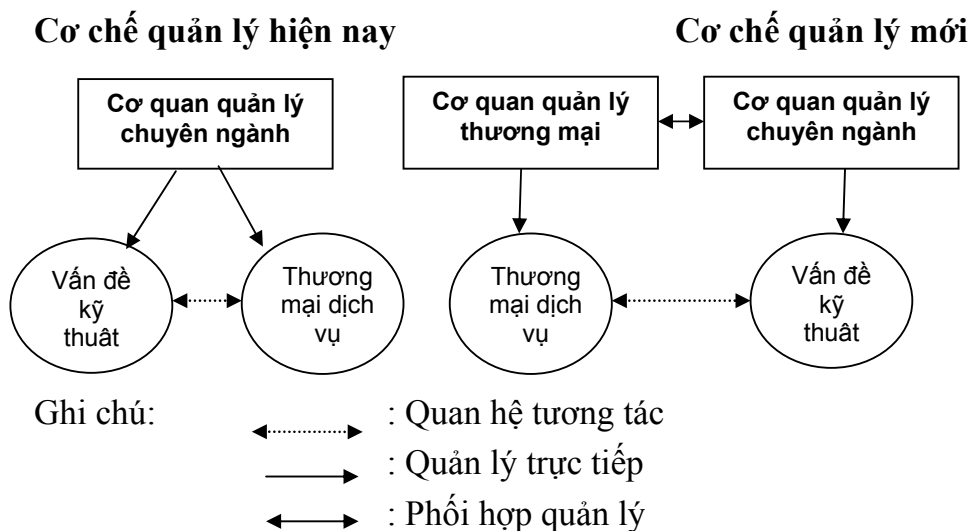 Cơ chế quản lý hiện nay
Cơ chế quản lý mới
Cơ quan quản lý
chuyên ngành
Cơ quan quản lý
thương mại
Cơ quan quản lý
chuyên ngành
Vấn đề
kỹ
thuât
Thương
mại dịch
vụ
Thương
mại dịch
vụ
Vấn đề
kỹ
thuât
Ghi chú:
: Quan hệ tương tác
: Quản lý trực tiếp
: Phối hợp quản lý